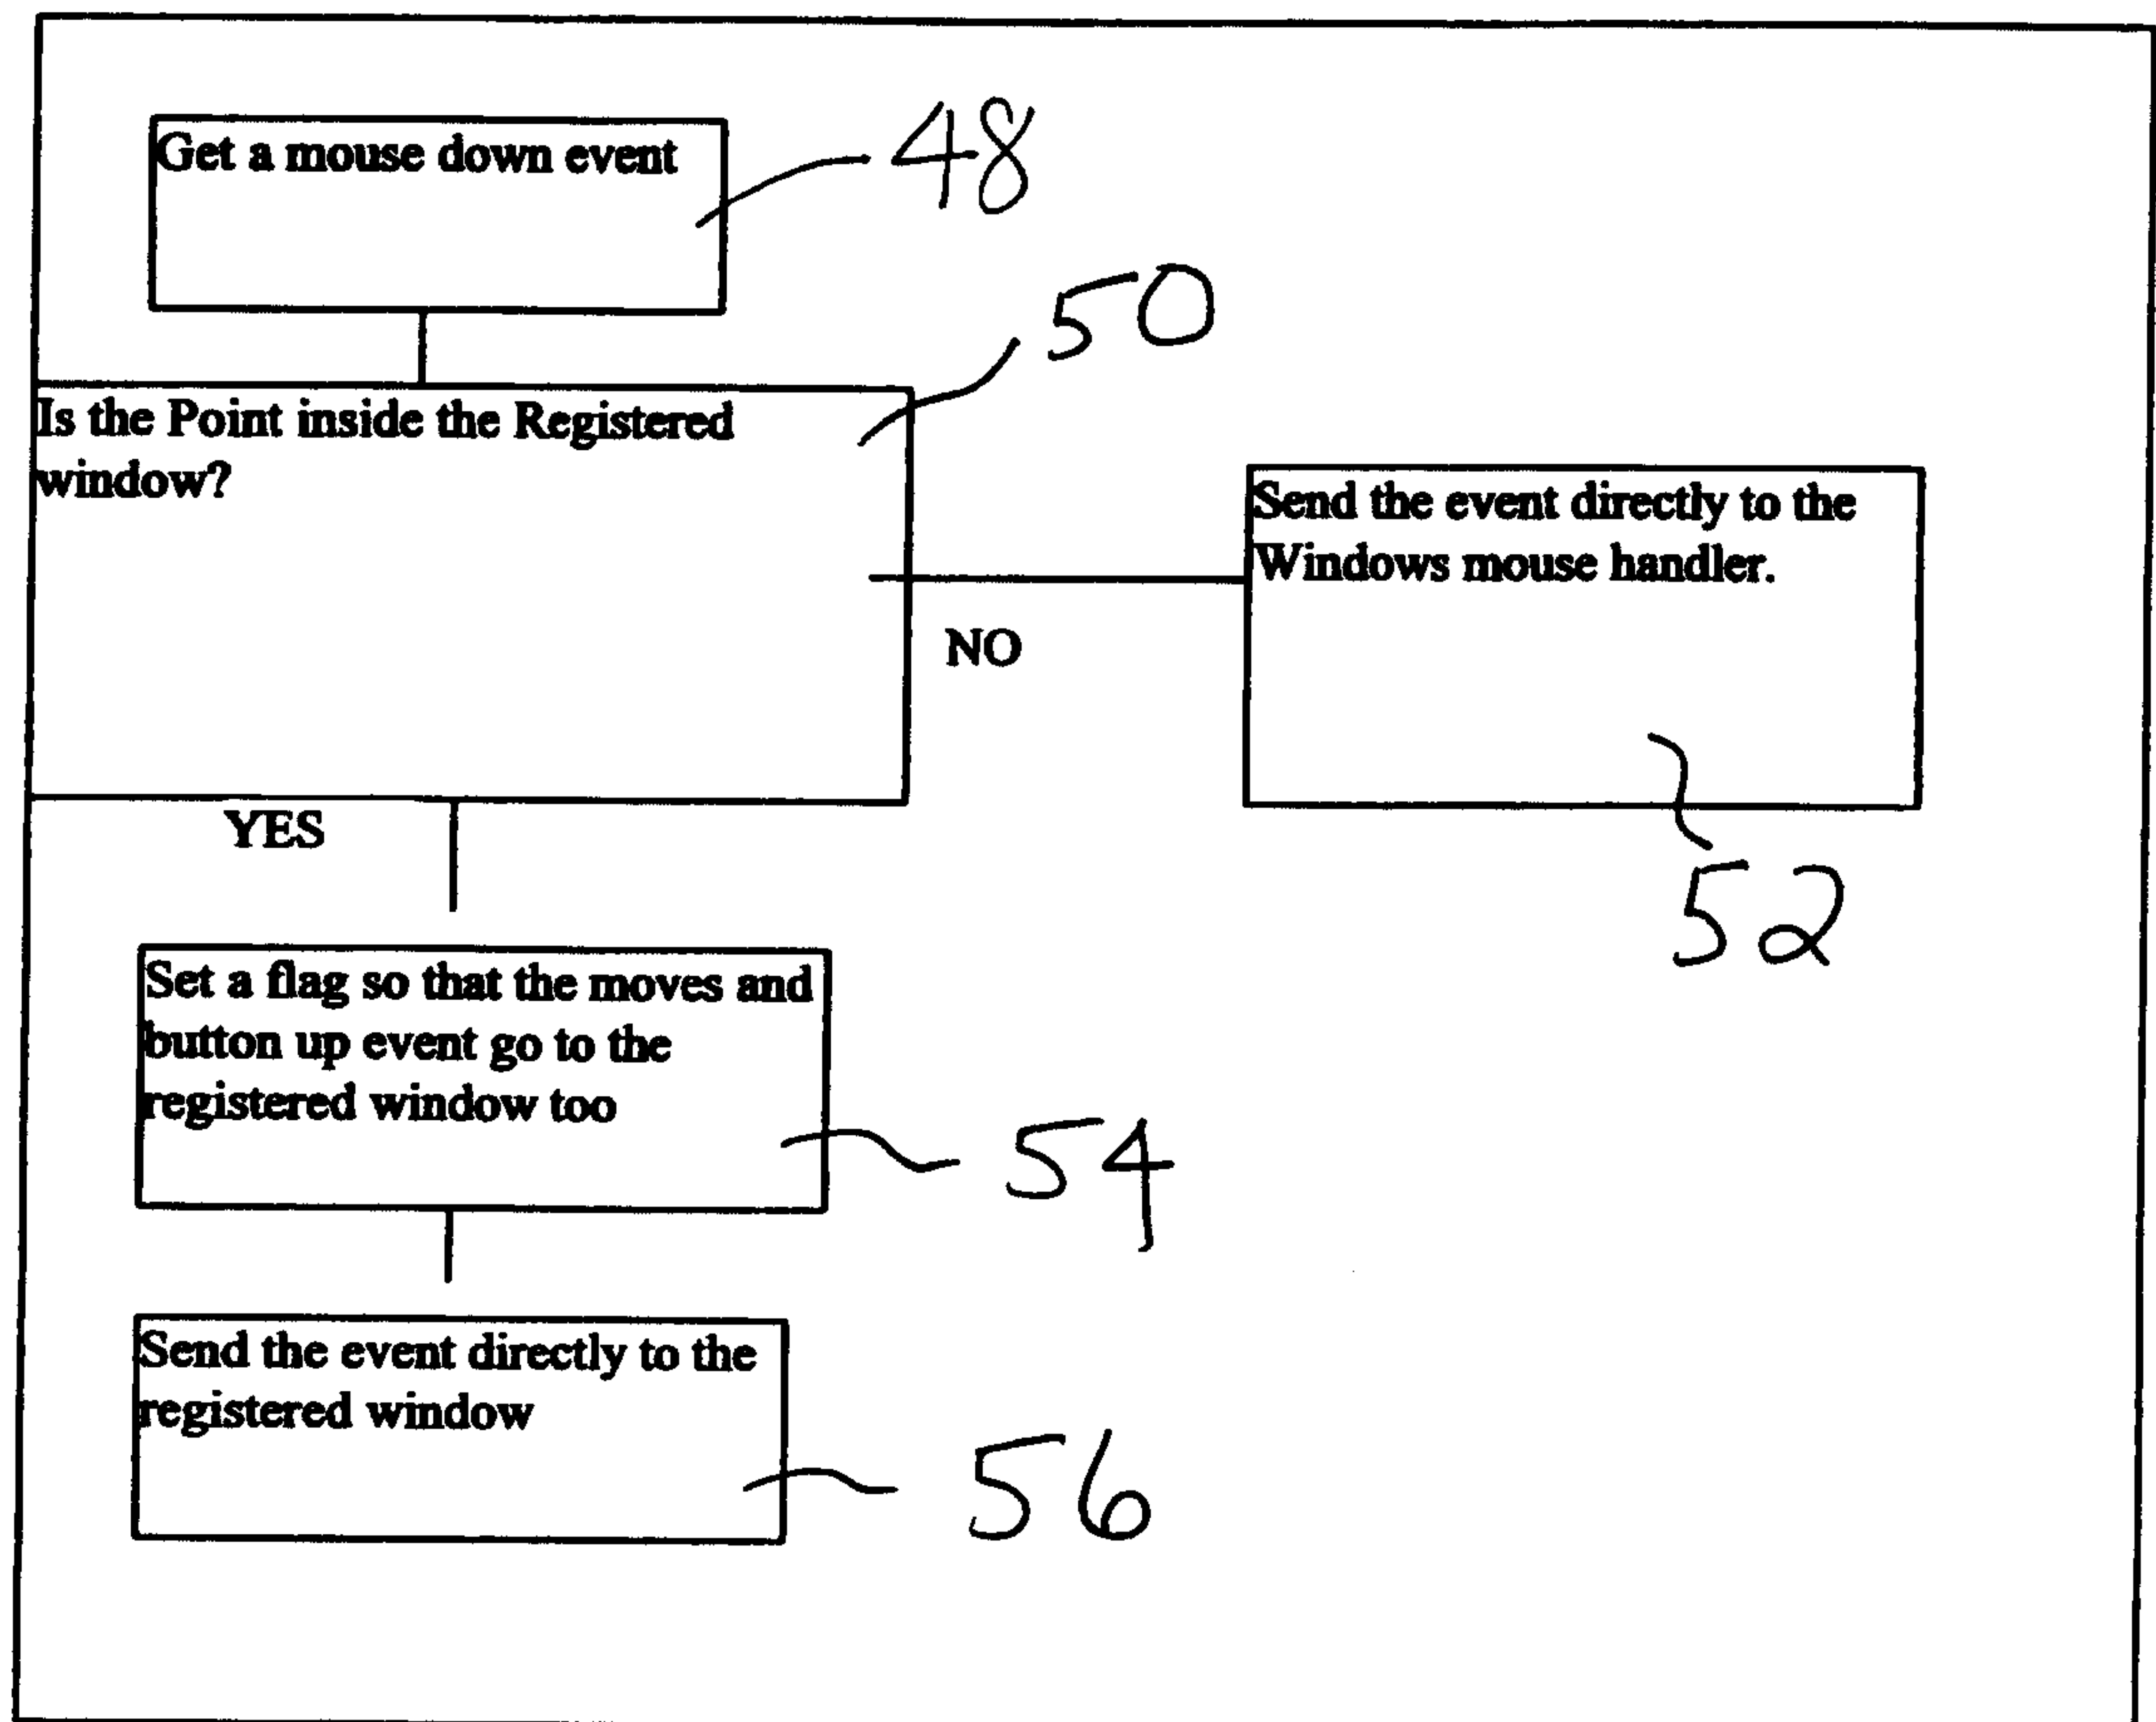 Get a mouse down event
48
50
Is the Point inside the Registered
window?
Send the event directly to the
Windows mouse handler.
NO
52
YES
Set a flag so that the moves and
button up event go to the
registered window too
54
Send the event directly to the
registered window
56